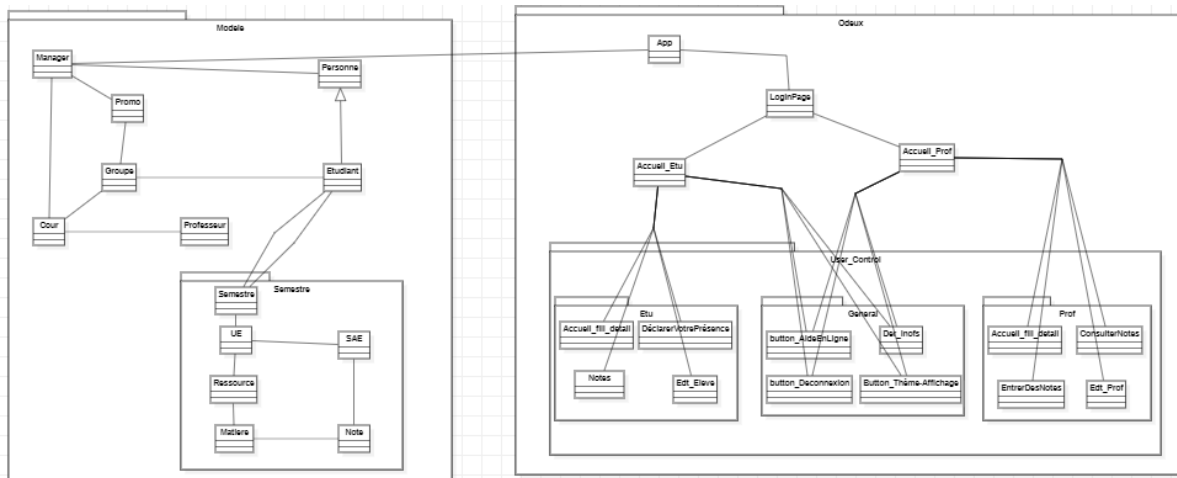 Modele
Manager
Personne
Promo
Groupe
Etudiant
Cour
Professeur
Semestre
Semestre
UE
SAE
Ressource
Matiere
Note
Odeux
App
LoginPage
Accueil_Etu
Accueil_Prof
User_Control
Etu
Accueil_fill_detail
DéclarerVotrePrésence
Notes
Edt_Eleve
General
button_AideEnLigne
Der_Inofs
button_Deconnexion
Button_Thème-Affichage
Prof
Accueil_fill_detail
ConsulterNotes
EntrerDesNotes
Edt_Prof